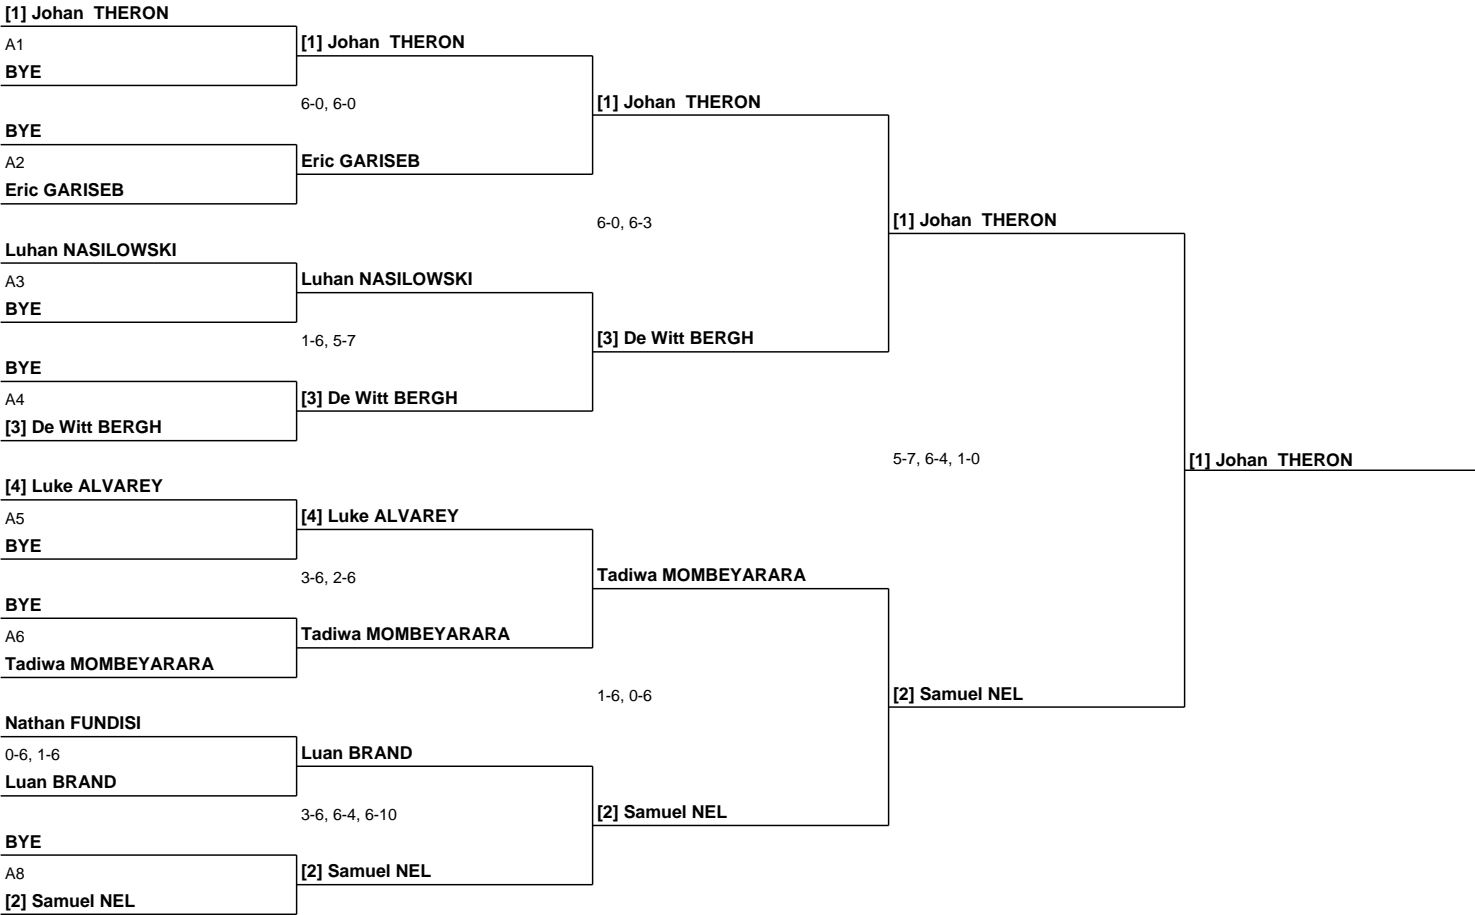 [1] Johan  THERON
A1
BYE
[1] Johan  THERON
6-0, 6-0
BYE
A2
Eric GARISEB
Eric GARISEB
[1] Johan  THERON
6-0, 6-3
Luhan NASILOWSKI
A3
BYE
Luhan NASILOWSKI
1-6, 5-7
BYE
A4
[3] De Witt BERGH
[3] De Witt BERGH
[3] De Witt BERGH
[1] Johan  THERON
5-7, 6-4, 1-0
[1] Johan  THERON
[4] Luke ALVAREY
A5
BYE
[4] Luke ALVAREY
3-6, 2-6
BYE
A6
Tadiwa MOMBEYARARA
Tadiwa MOMBEYARARA
Tadiwa MOMBEYARARA
1-6, 0-6
Nathan FUNDISI
0-6, 1-6
Luan BRAND
Luan BRAND
3-6, 6-4, 6-10
BYE
A8
[2] Samuel NEL
[2] Samuel NEL
[2] Samuel NEL
[2] Samuel NEL